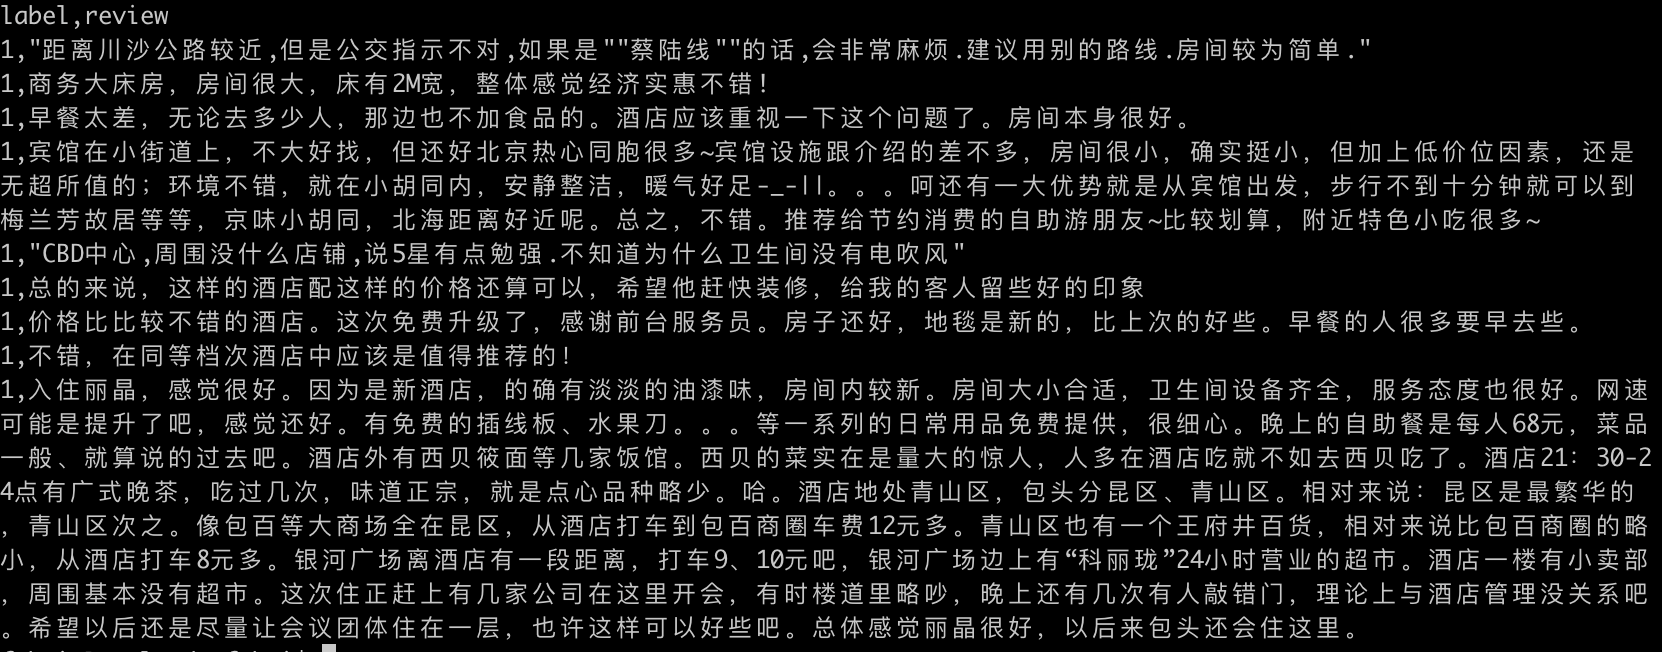 label,review
1,"距离川沙公路较近,但是公交指示不对,如果是""蔡陆线""的话,会非常麻烦.建议用别的路线.房间较为简单."
1,商务大床房，房间很大，床有2M宽，整体感觉经济实惠不错!
1,早餐太差，无论去多少人，那边也不加食品的。酒店应该重视一下这个问题了。房间本身很好。
1,宾馆在小街道上，不大好找，但还好北京热心同胞很多~宾馆设施跟介绍的差不多，房间很小，确实挺小，但加上低价位因素，还是
无超所值的；环境不错，就在小胡同内，安静整洁，暖气好足-_-||。。。呵还有一大优势就是从宾馆出发，步行不到十分钟就可以到
梅兰芳故居等等，京味小胡同，北海距离好近呢。总之，不错。推荐给节约消费的自助游朋友~比较划算，附近特色小吃很多~
1,"CBD中心,周围没什么店铺,说5星有点勉强.不知道为什么卫生间没有电吹风"
1,总的来说，这样的酒店配这样的价格还算可以，希望他赶快装修，给我的客人留些好的印象
1,价格比比较不错的酒店。这次免费升级了，感谢前台服务员。房子还好，地毯是新的，比上次的好些。早餐的人很多要早去些。
1,不错，在同等档次酒店中应该是值得推荐的!
1,入住丽晶，感觉很好。因为是新酒店，的确有淡淡的油漆味，房间内较新。房间大小合适，卫生间设备齐全，服务态度也很好。网速
可能是提升了吧，感觉还好。有免费的插线板、水果刀。。。等一系列的日常用品免费提供，很细心。晚上的自助餐是每人68元，菜品
一般、就算说的过去吧。酒店外有西贝筱面等几家饭馆。西贝的菜实在是量大的惊人，人多在酒店吃就不如去西贝吃了。酒店21：30-2
4点有广式晚茶，吃过几次，味道正宗，就是点心品种略少。哈。酒店地处青山区，包头分昆区、青山区。相对来说：昆区是最繁华的
，青山区次之。像包百等大商场全在昆区，从酒店打车到包百商圈车费12元多。青山区也有一个王府井百货，相对来说比包百商圈的略
小，从酒店打车8元多。银河广场离酒店有一段距离，打车9、10元吧，银河广场边上有“科丽珑”24小时营业的超市。酒店一楼有小卖部
，周围基本没有超市。这次住正赶上有几家公司在这里开会，有时楼道里略吵，晚上还有几次有人敲错门，理论上与酒店管理没关系吧
。希望以后还是尽量让会议团体住在一层，也许这样可以好些吧。总体感觉丽晶很好，以后来包头还会住这里。